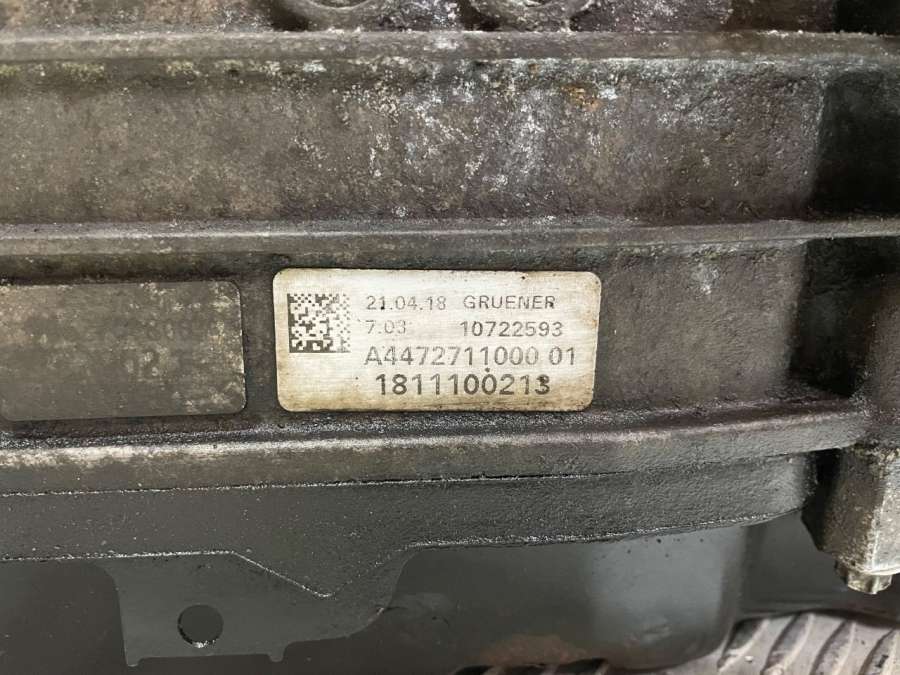 21.04.18 GRUENER
7.03 10722593
A4472711000 01
1811100213